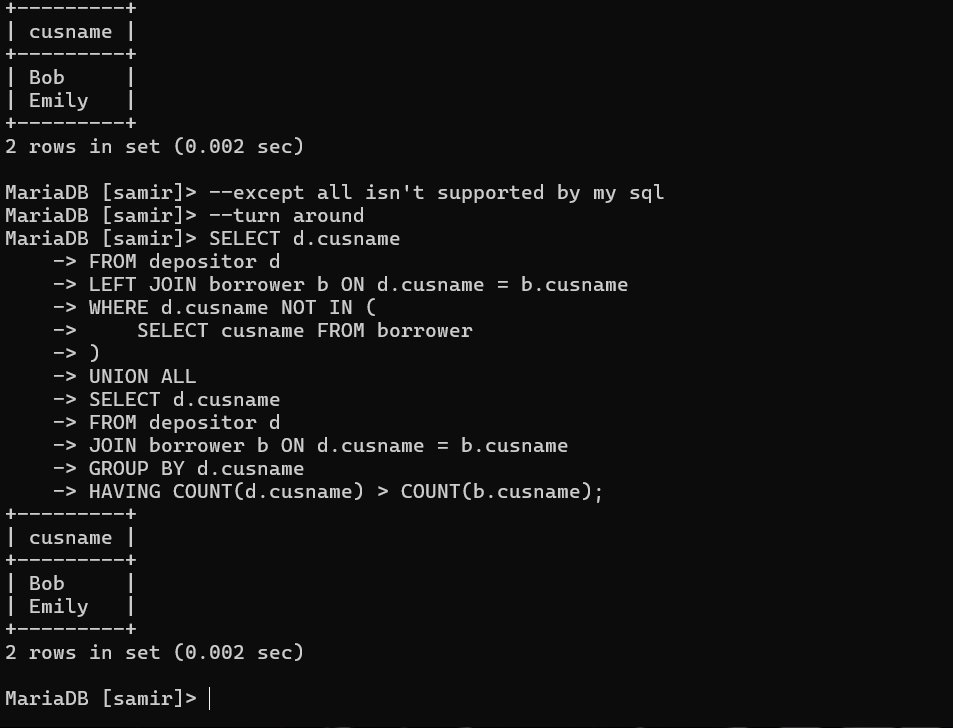 +---------+
| cusname |
+---------+
| Bob     |
| Emily   |
+---------+
2 rows in set (0.002 sec)

MariaDB [samir]> --except all isn't supported by my sql
MariaDB [samir]> --turn around
MariaDB [samir]> SELECT d.cusname
    -> FROM depositor d
    -> LEFT JOIN borrower b ON d.cusname = b.cusname
    -> WHERE d.cusname NOT IN (
    ->     SELECT cusname FROM borrower
    -> )
    -> UNION ALL
    -> SELECT d.cusname
    -> FROM depositor d
    -> JOIN borrower b ON d.cusname = b.cusname
    -> GROUP BY d.cusname
    -> HAVING COUNT(d.cusname) > COUNT(b.cusname);
+---------+
| cusname |
+---------+
| Bob     |
| Emily   |
+---------+
2 rows in set (0.002 sec)

MariaDB [samir]>